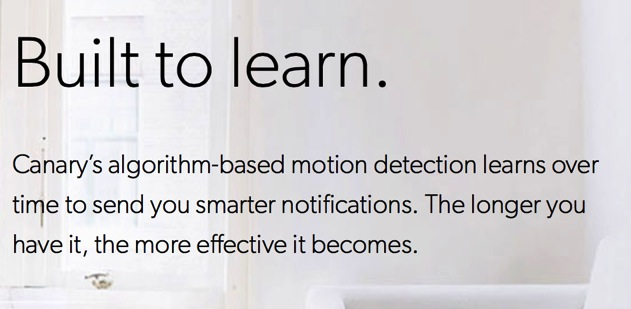 Built to learn.
Canary’s algorithm-based motion detection learns over
time to send you smarter notifications. The longer you
have it, the more effective it becomes.